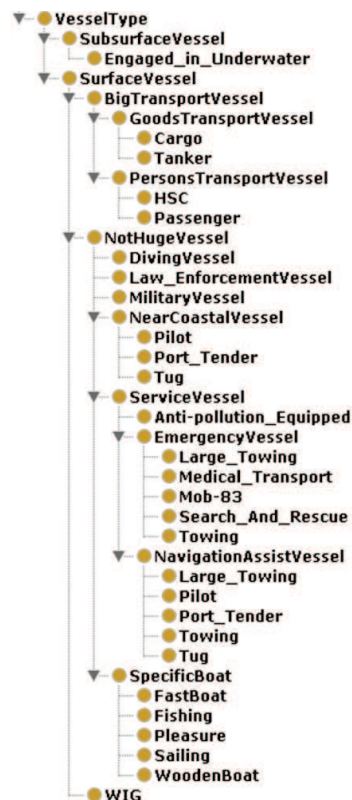 VesselType
SubsurfaceVessel
Engaged_in_Underwater
SurfaceVessel
BigTransportVessel
GoodsTransportVessel
Cargo
Tanker
PersonsTransportVessel
HSC
Passenger
NotHugeVessel
DivingVessel
Law_EnforcementVessel
MilitaryVessel
NearCoastalVessel
Pilot
Port_Tender
Tug
ServiceVessel
Anti-pollution_Equipped
EmergencyVessel
Large_Towing
Medical_Transport
Mob-83
Search_And_Rescue
Towing
NavigationAssistVessel
Large_Towing
Pilot
Port_Tender
Towing
Tug
SpecificBoat
FastBoat
Fishing
Pleasure
Sailing
WoodenBoat
WIG